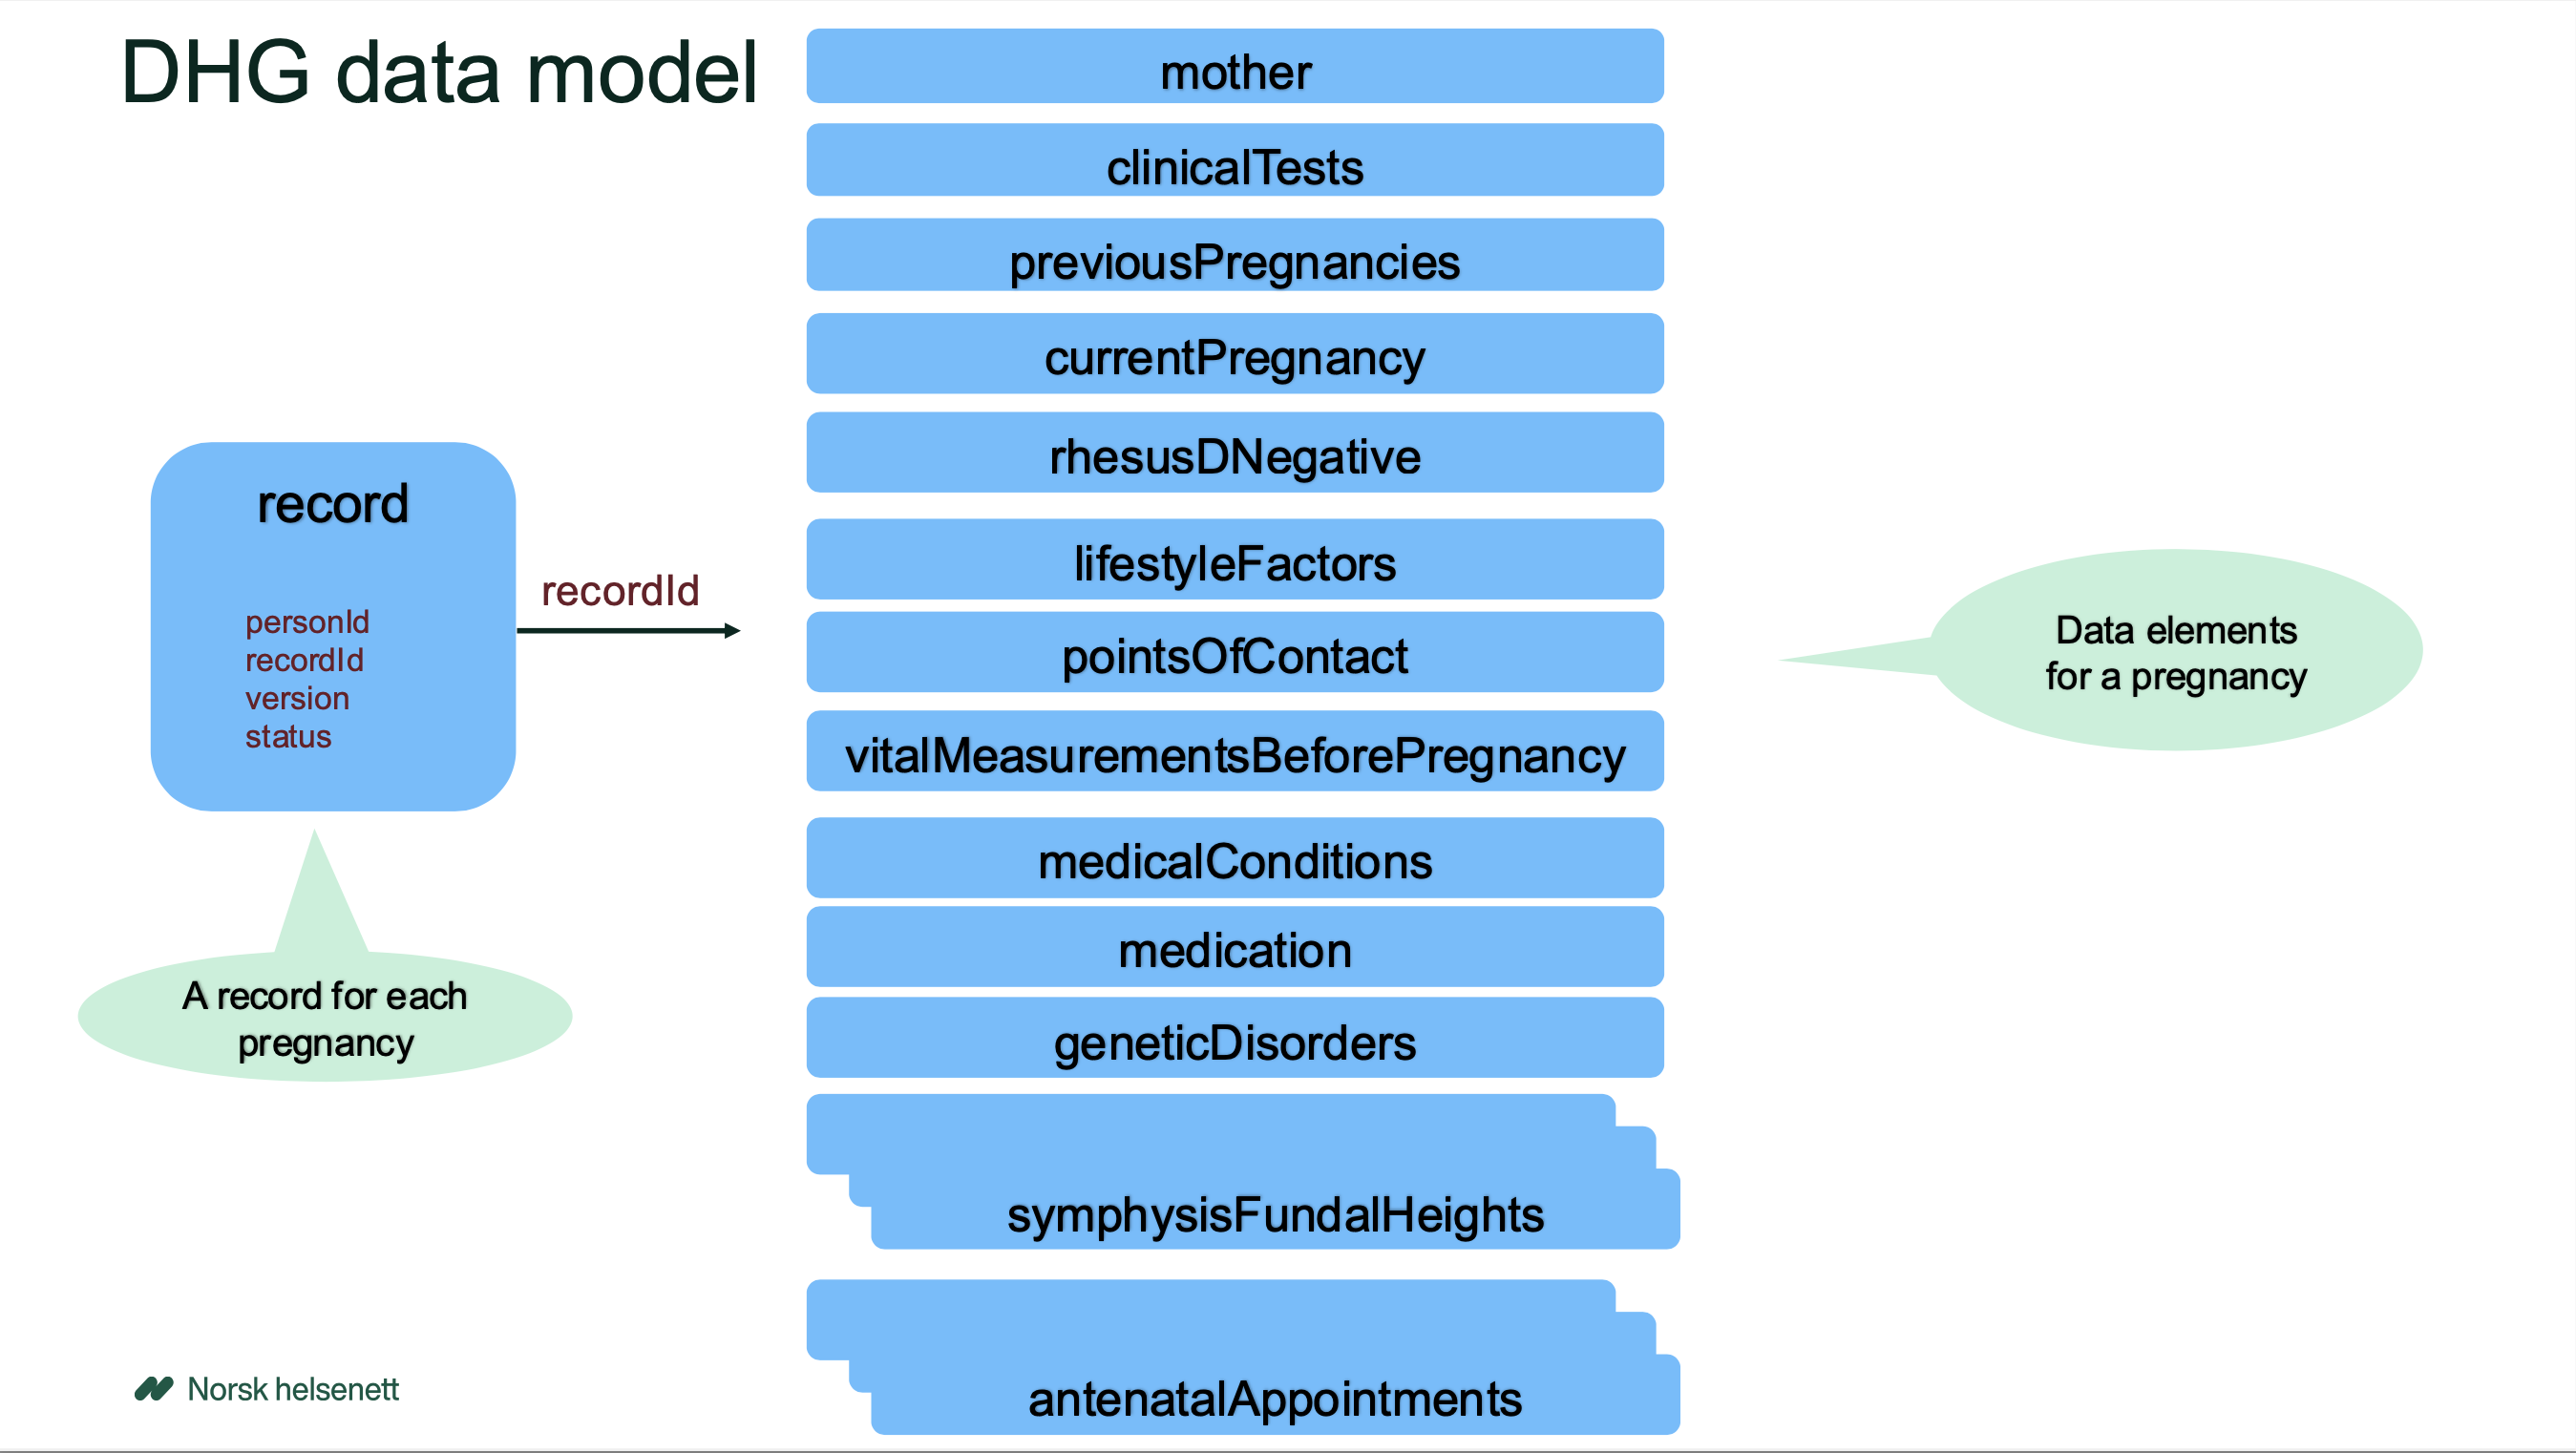 DHG data model
mother
clinicalTests
previousPregnancies
currentPregnancy
rhesusDNegative
lifestyleFactors
pointsOfContact
vitalMeasurementsBeforePregnancy
medicalConditions
medication
geneticDisorders
symphysisFundalHeights
antenatalAppointments
record
personId
recordId
version
status
recordId
A record for each
pregnancy
Data elements
for a pregnancy
Norsk helsenett